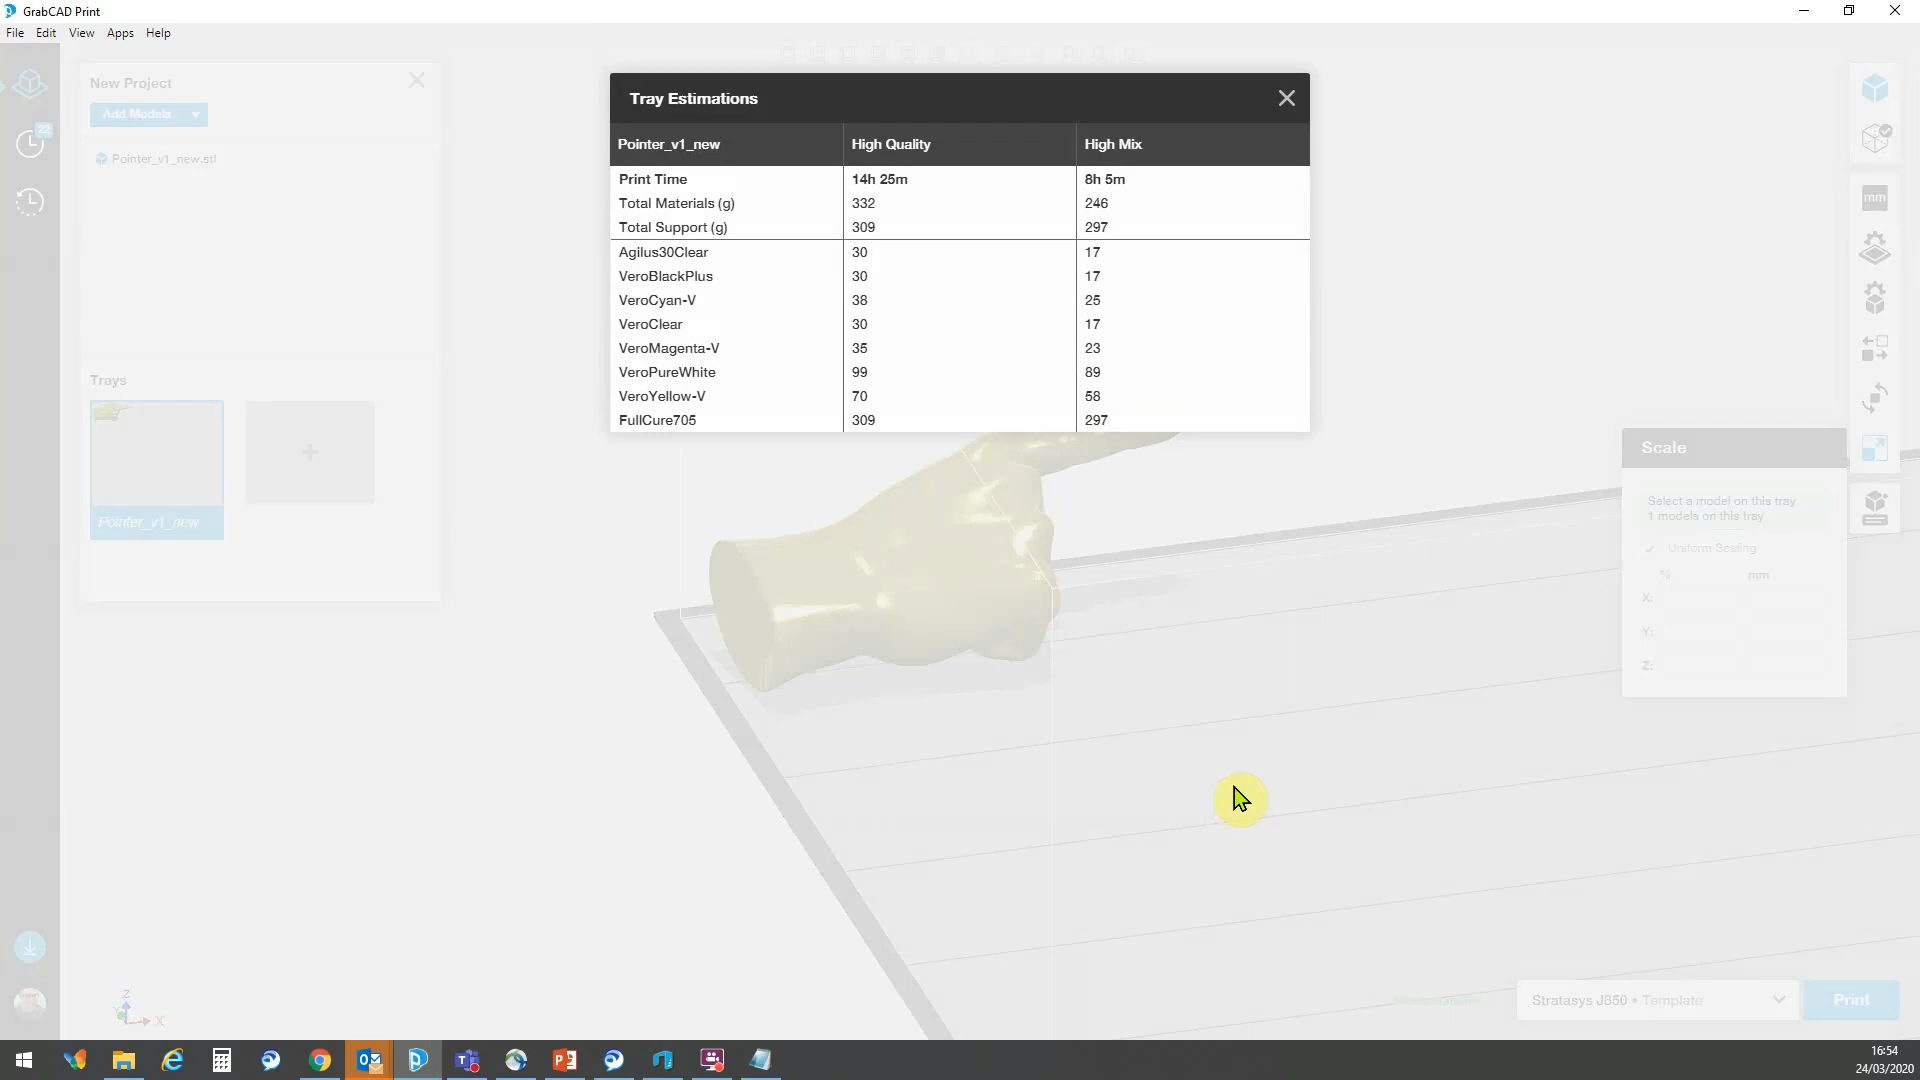 GrabCAD Print
File Edit View Apps Help
New Project
Add Models
22
Pointer_v1_new.stl
Trays
Pointer_v1_new
Tray Estimations
Pointer_v1_new High Quality High Mix
Print Time 14h 25m 8h 5m
Total Materials (g) 332 246
Total Support (g) 309 297
Agilus30Clear 30 17
VeroBlackPlus 30 17
VeroCyan-V 38 25
VeroClear 30 17
VeroMagenta-V 35 23
VeroPureWhite 99 89
VeroYellow-V 70 58
FullCure705 309 297
mm
Scale
Select a model on this tray
1 models on this tray
Uniform Scaling
% mm
X:
Y:
Z:
Z
Y
X
Stratasys J850 • Template
Print
16:54
24/03/2020